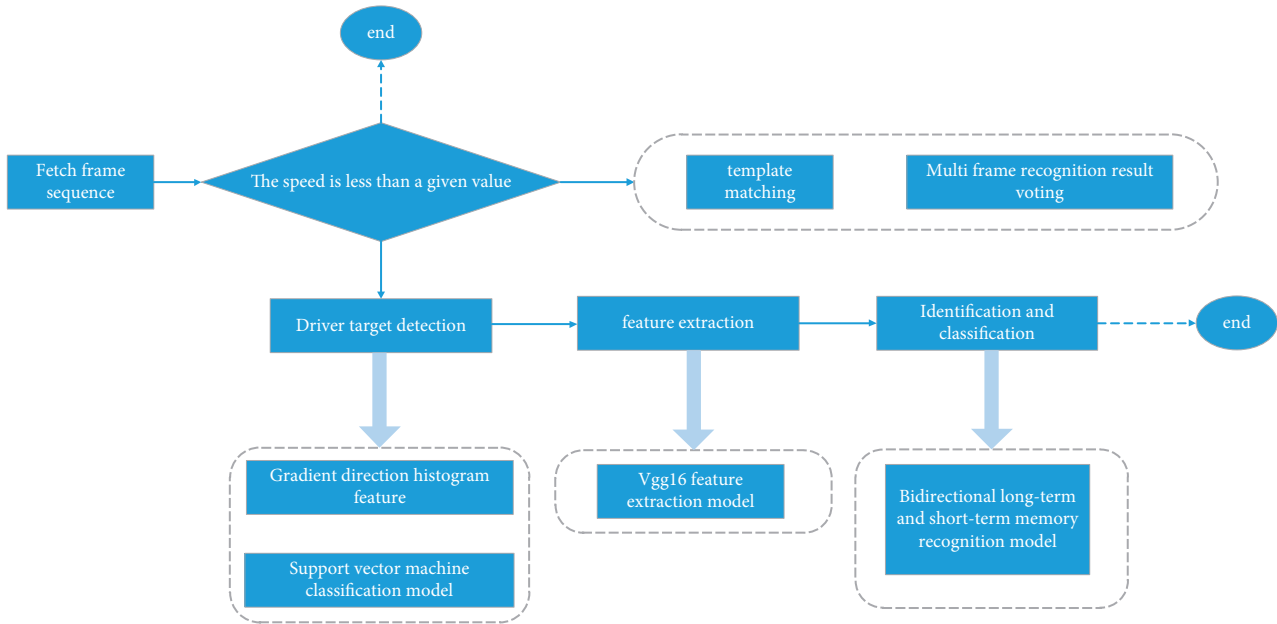 end
Fetch frame
sequence
The speed is less than a given value
template
matching
Multi frame recognition result
voting
Driver target detection
feature extraction
Identification and
classification
end
Gradient direction histogram
feature
Support vector machine
classification model
Vgg16 feature
extraction model
Bidirectional long-term
and short-term memory
recognition model